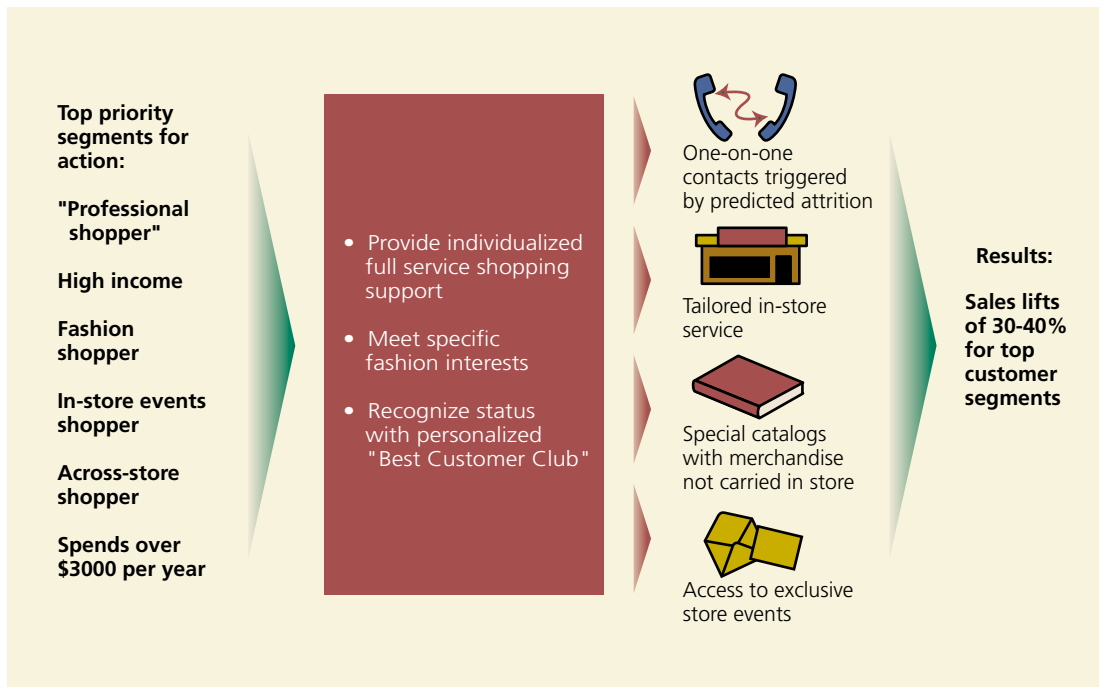 Top priority
segments for
action:
"Professional
shopper"
High income
Fashion
shopper
In-store events
shopper
Across-store
shopper
Spends over
$3000 per year
• Provide individualized
full service shopping
support
• Meet specific
fashion interests
• Recognize status
with personalized
"Best Customer Club"
One-on-one
contacts triggered
by predicted attrition
Tailored in-store
service
Special catalogs
with merchandise
not carried in store
Access to exclusive
store events
Results:
Sales lifts
of 30-40%
for top
customer
segments